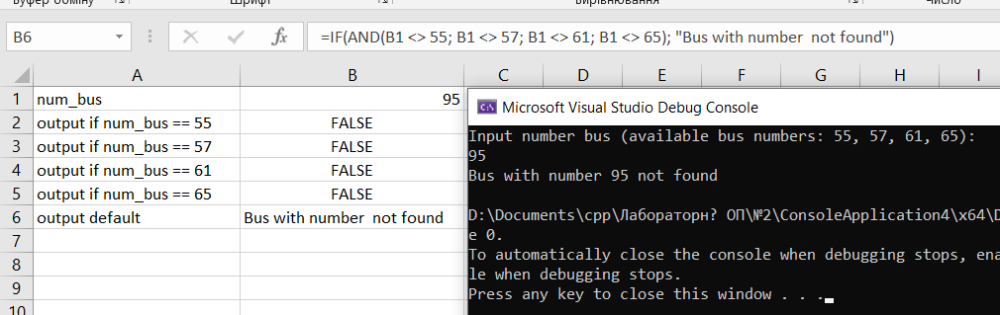 Буфер обміну Шрифт Вирівнювання Число
B6 fx =IF(AND(B1 <> 55; B1 <> 57; B1 <> 61; B1 <> 65); "Bus with number  not found")
A B C D E F G H I
1 num_bus 95
2 output if num_bus == 55 FALSE
3 output if num_bus == 57 FALSE
4 output if num_bus == 61 FALSE
5 output if num_bus == 65 FALSE
6 output default Bus with number  not found
7
8
9
10
C:\ Microsoft Visual Studio Debug Console
Input number bus (available bus numbers: 55, 57, 61, 65):
95
Bus with number 95 not found
D:\Documents\cpp\Лабораторн? ОП\№2\ConsoleApplication4\x64\D
e 0.
To automatically close the console when debugging stops, ena
le when debugging stops.
Press any key to close this window . . .